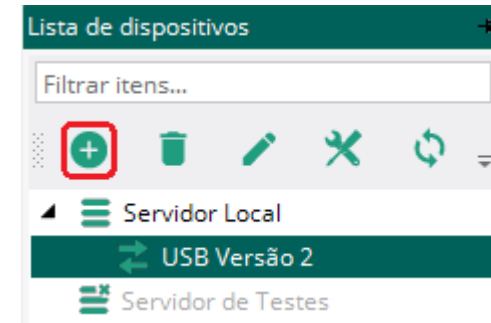 Lista de dispositivos
Filtrar itens...
Servidor Local
USB Versão 2
Servidor de Testes